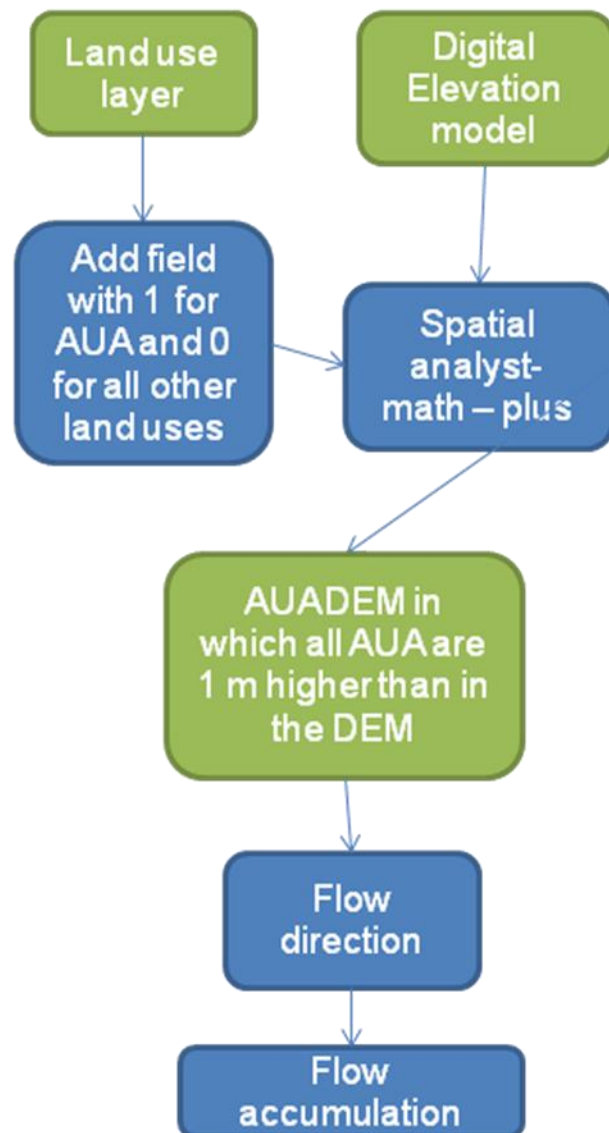 Land use
layer
Digital
Elevation
model
Add field
with 1 for
AUA and 0
for all other
land uses
Spatial
analyst-
math – plus
AUADEM in
which all AUA are
1 m higher than in
the DEM
Flow
direction
Flow
accumulation